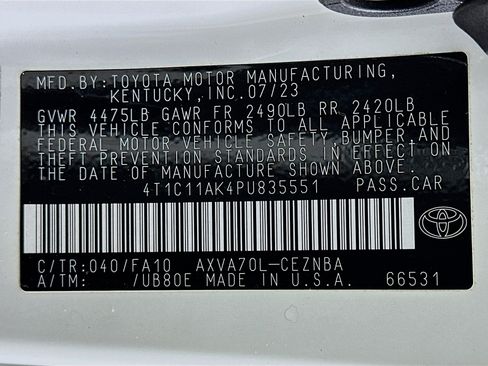 MFD.BY:TOYOTA MOTOR MANUFACTURING,
KENTUCKY,INC.07/23
GVWR 4475LB GAWR FR 2490LB RR 2420LB
THIS VEHICLE CONFORMS TO ALL APPLICABLE
FEDERAL MOTOR VEHICLE SAFETY,BUMPER,AND
THEFT PREVENTION STANDARDS IN EFFECT ON
THE DATE OF MANUFACTURE SHOWN ABOVE.
4T1C11AK4PU835551 PASS.CAR
C/TR:040/FA10 AXVA70L-CEZNBA
A/TM: /UB80E MADE IN U.S.A. 66531